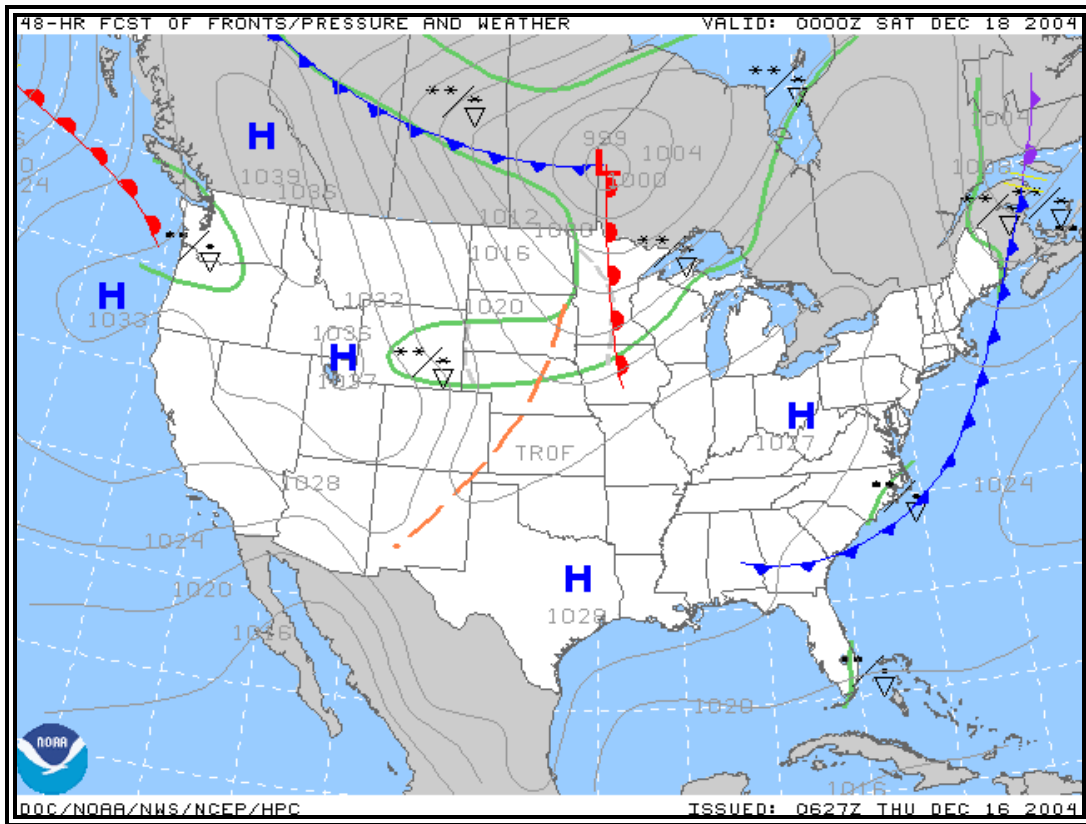 48-HR FCST OF FRONTS/PRESSURE AND WEATHER
VALID: 0000Z SAT DEC 18 2004
999
1004
L
1000
H
1039
1036
1004
1008
1012
1016
1020
H
1033
1032
1036
H
1037
H
1027
TROF
1028
1024
1024
1020
1016
H
1028
1020
1016
NOAA
DOC/NOAA/NWS/NCEP/HPC
ISSUED: 0627Z THU DEC 16 2004